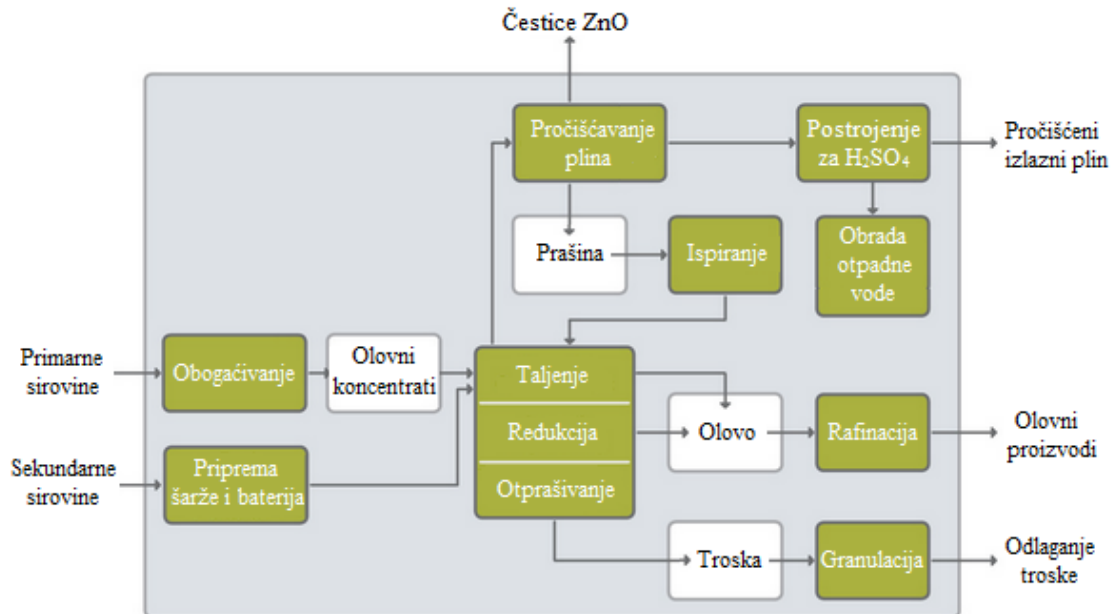 Čestice ZnO
Pročišćavanje
plina
Postrojenje
za H₂SO₄
Pročišćeni
izlazni plin
Prašina
Ispiranje
Obrada
otpadne
vode
Primarne
sirovine
Obogaćivanje
Olovni
koncentrati
Taljenje
Redukcija
Otprašivanje
Olovo
Rafinacija
Olovni
proizvodi
Sekundarne
sirovine
Priprema
šarže i baterija
Troska
Granulacija
Odlaganje
troske